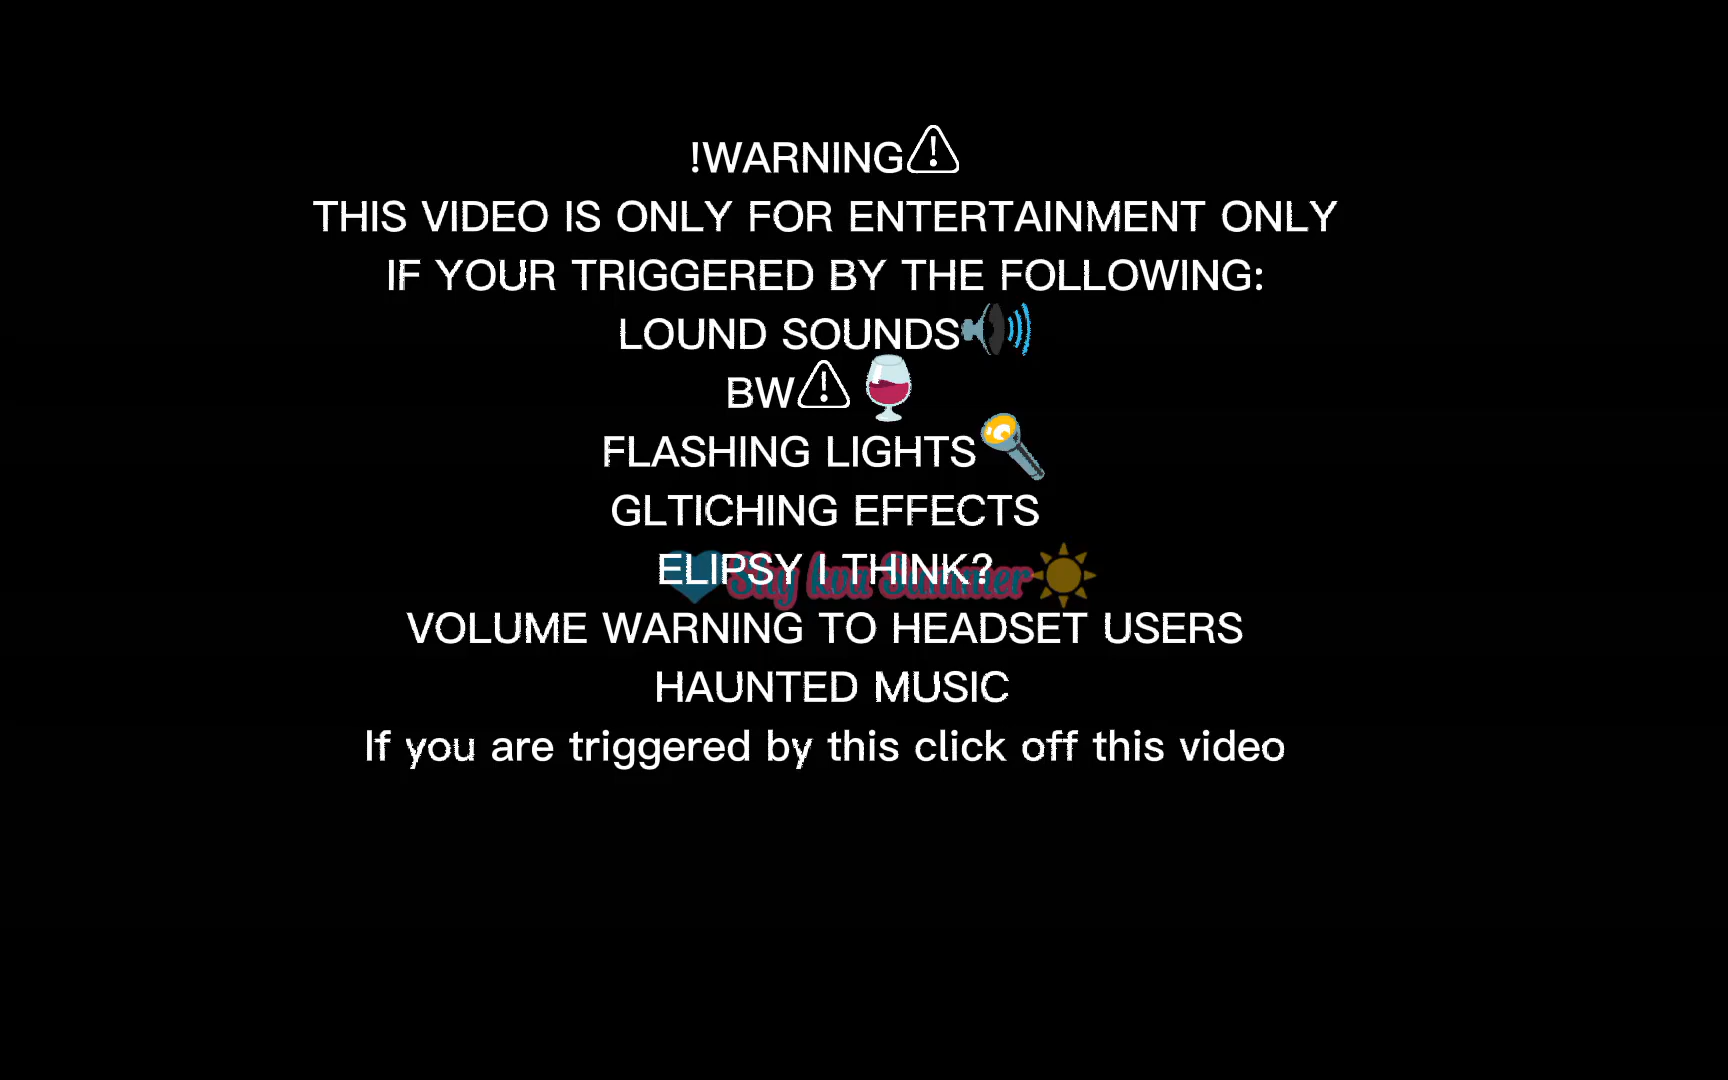 !WARNING⚠
THIS VIDEO IS ONLY FOR ENTERTAINMENT ONLY
IF YOUR TRIGGERED BY THE FOLLOWING:
LOUND SOUNDS🔊
BW⚠🍷
FLASHING LIGHTS🔦
GLTICHING EFFECTS
ELIPSY I THINK?
Summer
VOLUME WARNING TO HEADSET USERS
HAUNTED MUSIC
If you are triggered by this click off this video